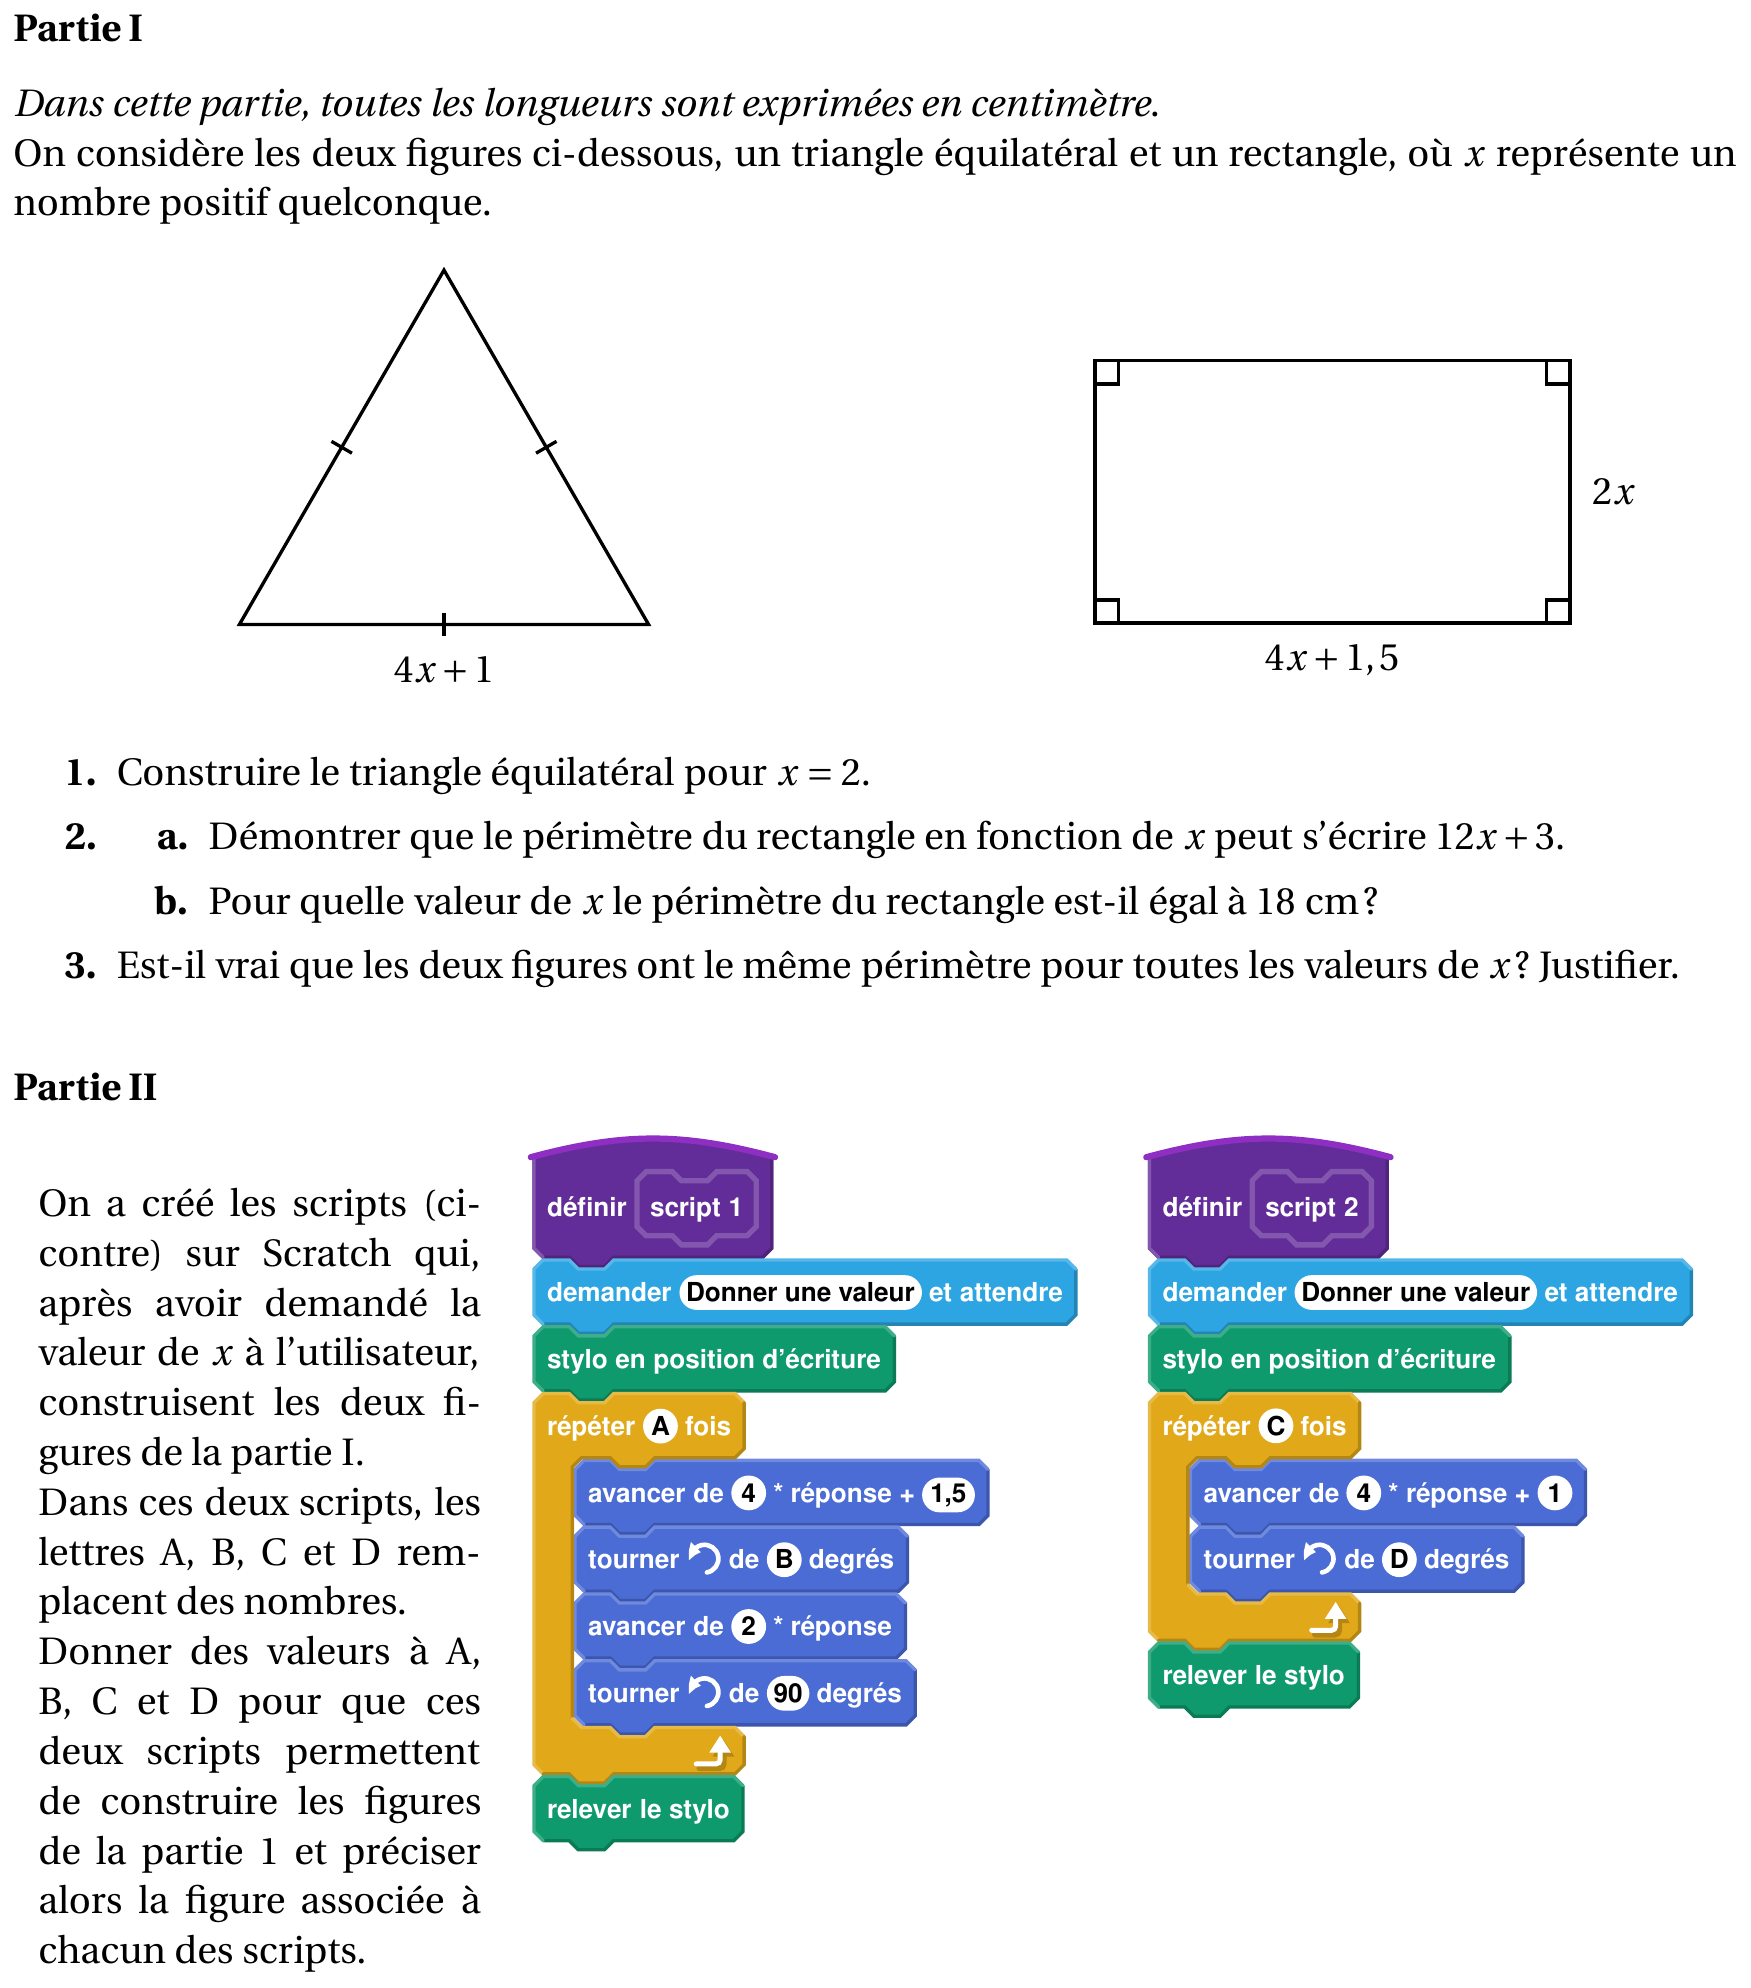 Partie I
Dans cette partie, toutes les longueurs sont exprimées en centimètre.
On considère les deux figures ci-dessous, un triangle équilatéral et un rectangle, où x représente un
nombre positif quelconque.
4x + 1
2x
4x + 1,5
1. Construire le triangle équilatéral pour x = 2.
2. a. Démontrer que le périmètre du rectangle en fonction de x peut s'écrire 12x + 3.
b. Pour quelle valeur de x le périmètre du rectangle est-il égal à 18 cm ?
3. Est-il vrai que les deux figures ont le même périmètre pour toutes les valeurs de x ? Justifier.
Partie II
On a créé les scripts (ci-
contre) sur Scratch qui,
après avoir demandé la
valeur de x à l'utilisateur,
construisent les deux fi-
gures de la partie I.
Dans ces deux scripts, les
lettres A, B, C et D rem-
placent des nombres.
Donner des valeurs à A,
B, C et D pour que ces
deux scripts permettent
de construire les figures
de la partie 1 et préciser
alors la figure associée à
chacun des scripts.
définir script 1
demander Donner une valeur et attendre
stylo en position d'écriture
répéter A fois
avancer de 4 * réponse + 1,5
tourner de B degrés
avancer de 2 * réponse
tourner de 90 degrés
relever le stylo
définir script 2
demander Donner une valeur et attendre
stylo en position d'écriture
répéter C fois
avancer de 4 * réponse + 1
tourner de D degrés
relever le stylo